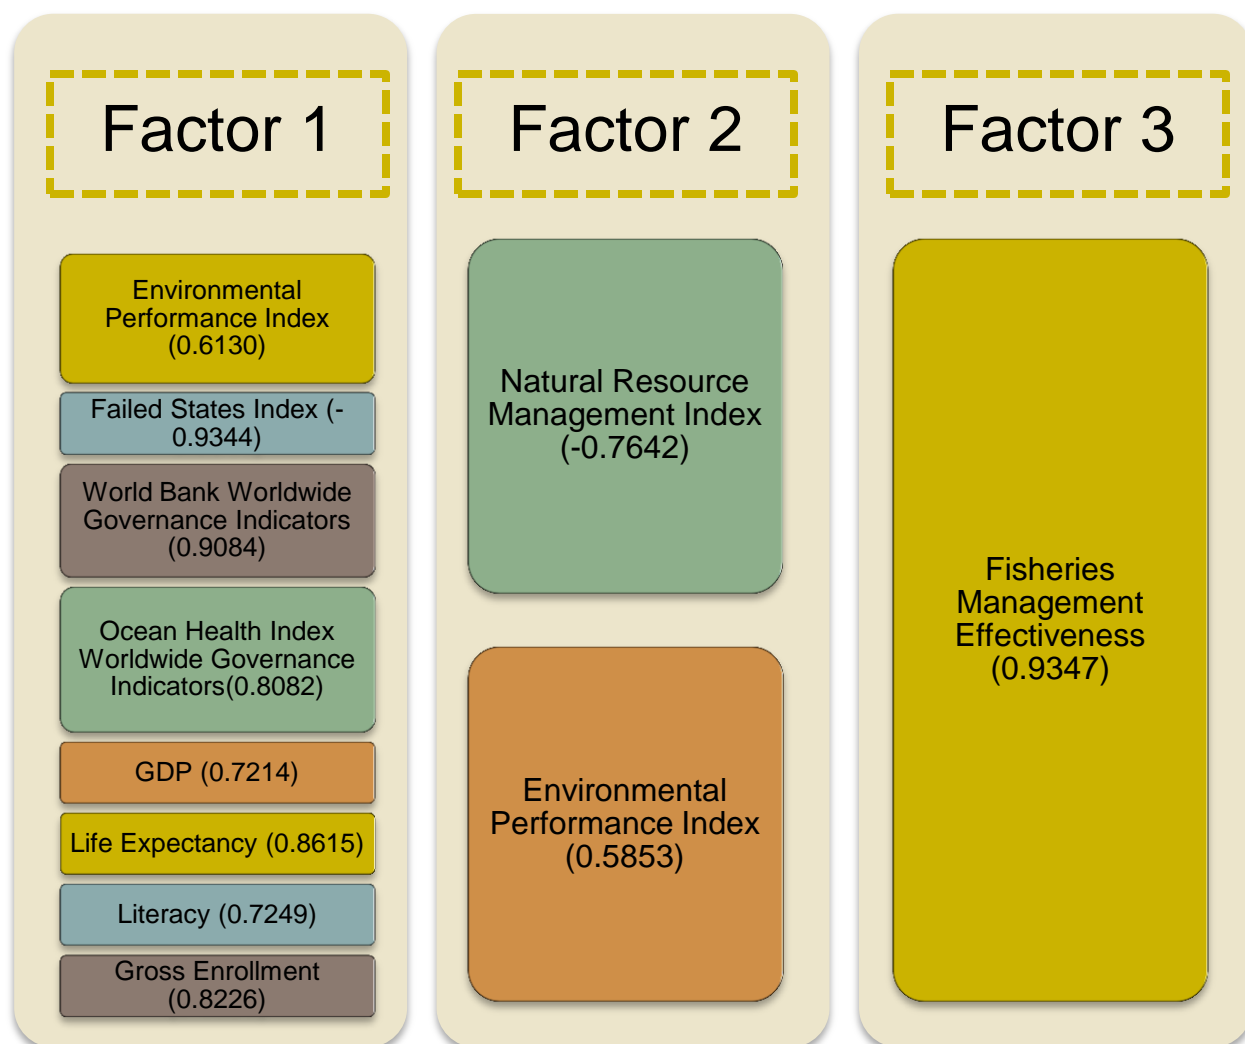 Factor 1
Environmental
Performance Index
(0.6130)
Failed States Index (-
0.9344)
World Bank Worldwide
Governance Indicators
(0.9084)
Ocean Health Index
Worldwide Governance
Indicators(0.8082)
GDP (0.7214)
Life Expectancy (0.8615)
Literacy (0.7249)
Gross Enrollment
(0.8226)
Factor 2
Natural Resource
Management Index
(-0.7642)
Environmental
Performance Index
(0.5853)
Factor 3
Fisheries
Management
Effectiveness
(0.9347)